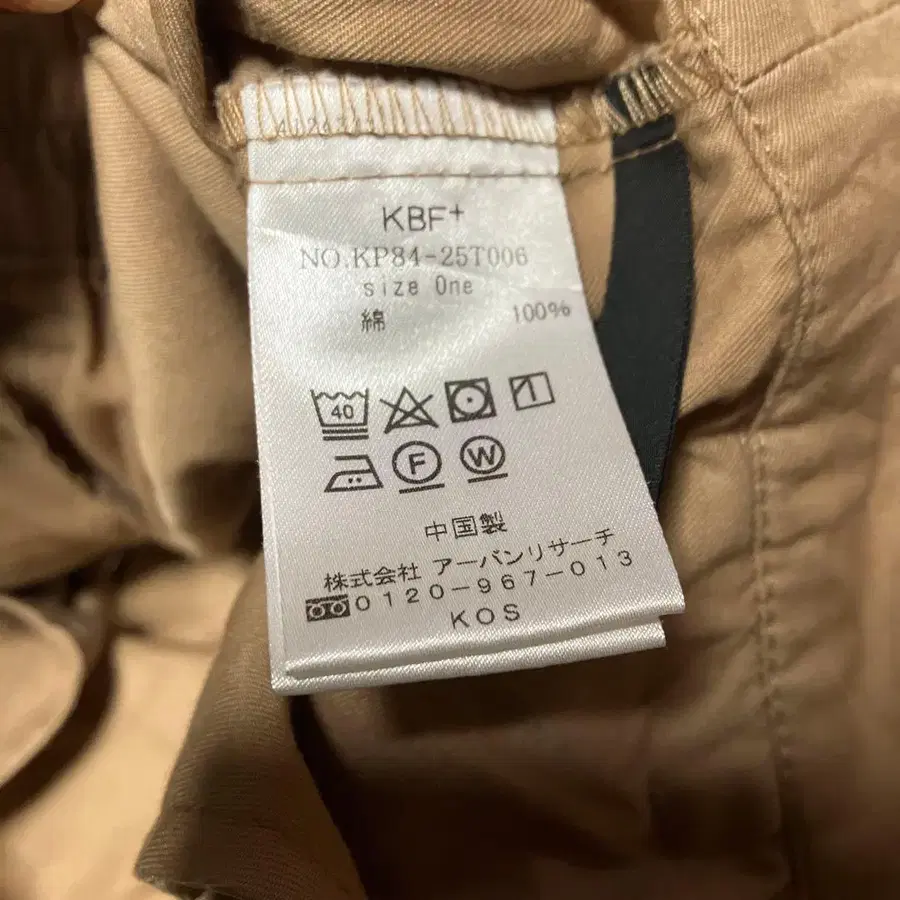 KBF+
NO.KP84-25T006
size One
綿 100%
40
F W
中国製
株式会社 アーバンリサーチ
0120-967-013
KOS